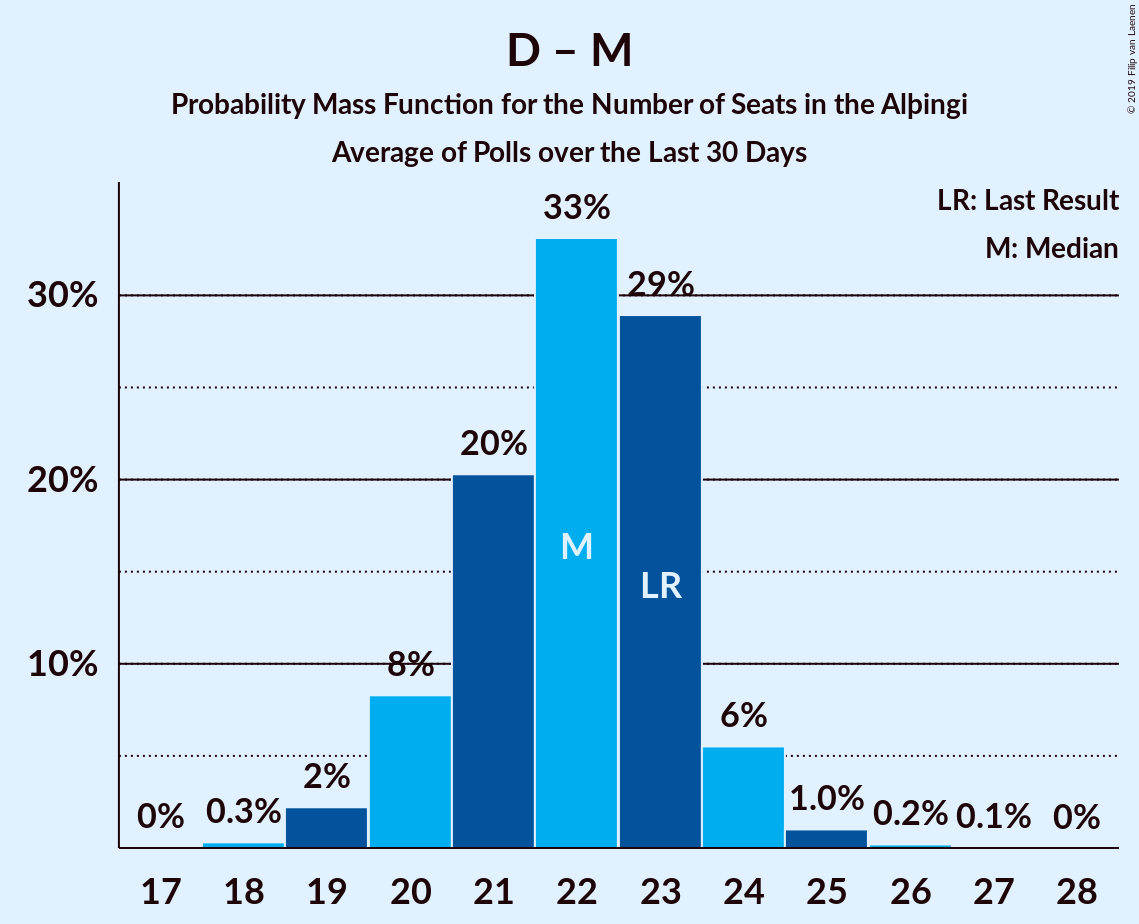 D – M
Probability Mass Function for the Number of Seats in the Alþingi
Average of Polls over the Last 30 Days
© 2019 Filip van Laenen
LR: Last Result
M: Median
33%
29%
30%
20%
20%
M
LR
10%
8%
6%
2%
0%
0.3%
1.0%
0.2%
0.1%
0%
17 18 19 20 21 22 23 24 25 26 27 28